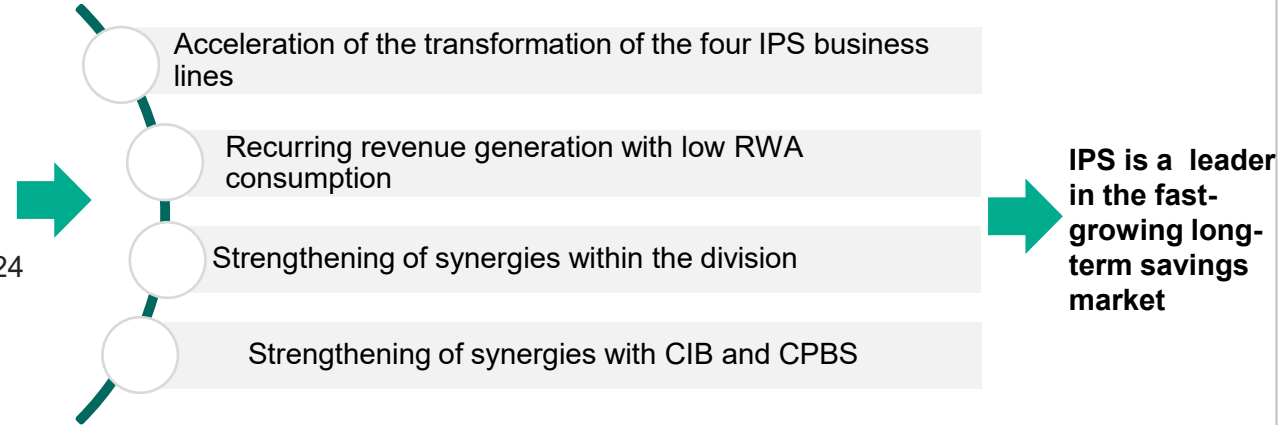 Acceleration of the transformation of the four IPS business
lines
Recurring revenue generation with low RWA
consumption
24
Strengthening of synergies within the division
Strengthening of synergies with CIB and CPBS
IPS is a leader
in the fast-
growing long-
term savings
market